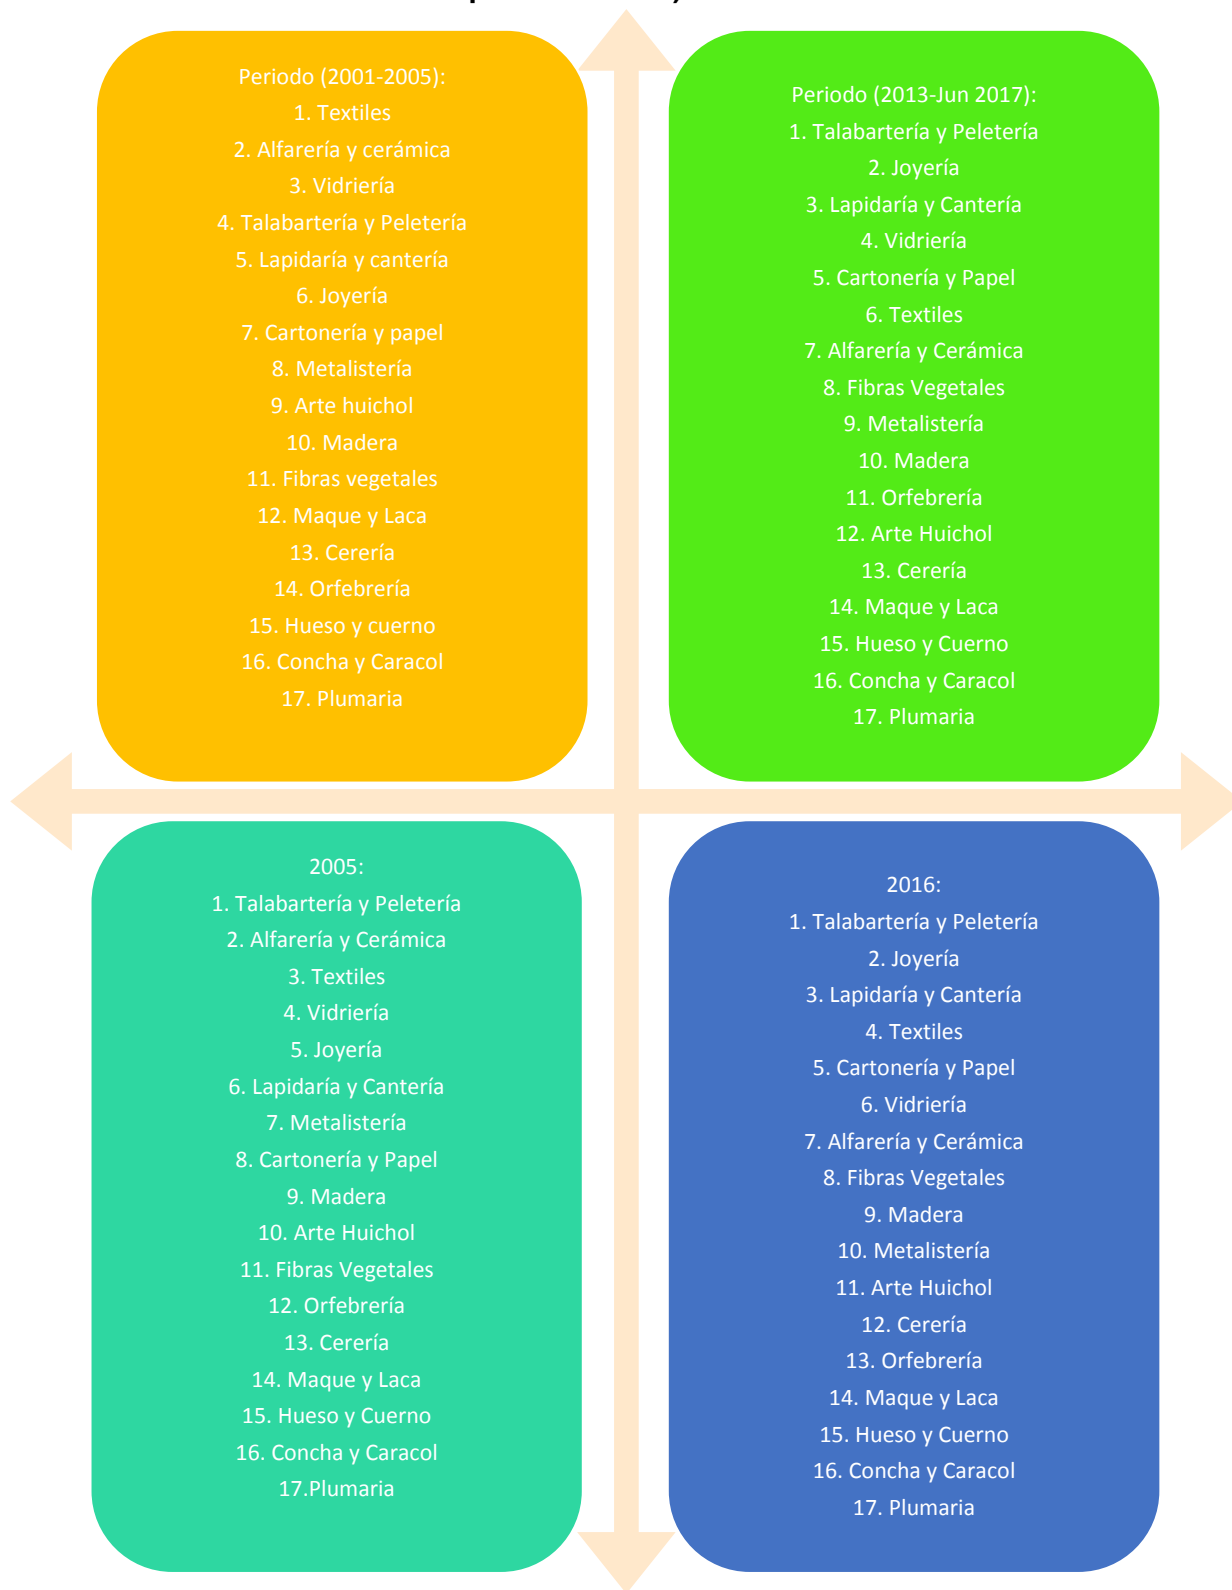 Periodo (2001-2005):
1. Textiles
2. Alfarería y cerámica
3. Vidriería
4. Talabartería y Peletería
5. Lapidaría y cantería
6. Joyería
7. Cartonería y papel
8. Metalistería
9. Arte huichol
10. Madera
11. Fibras vegetales
12. Maque y Laca
13. Cerería
14. Orfebrería
15. Hueso y cuerno
16. Concha y Caracol
17. Plumaria
Periodo (2013-Jun 2017):
1. Talabartería y Peletería
2. Joyería
3. Lapidaría y Cantería
4. Vidriería
5. Cartonería y Papel
6. Textiles
7. Alfarería y Cerámica
8. Fibras Vegetales
9. Metalistería
10. Madera
11. Orfebrería
12. Arte Huichol
13. Cerería
14. Maque y Laca
15. Hueso y Cuerno
16. Concha y Caracol
17. Plumaria
2005:
1. Talabartería y Peletería
2. Alfarería y Cerámica
3. Textiles
4. Vidriería
5. Joyería
6. Lapidaría y Cantería
7. Metalistería
8. Cartonería y Papel
9. Madera
10. Arte Huichol
11. Fibras Vegetales
12. Orfebrería
13. Cerería
14. Maque y Laca
15. Hueso y Cuerno
16. Concha y Caracol
17.Plumaria
2016:
1. Talabartería y Peletería
2. Joyería
3. Lapidaría y Cantería
4. Textiles
5. Cartonería y Papel
6. Vidriería
7. Alfarería y Cerámica
8. Fibras Vegetales
9. Madera
10. Metalistería
11. Arte Huichol
12. Cerería
13. Orfebrería
14. Maque y Laca
15. Hueso y Cuerno
16. Concha y Caracol
17. Plumaria